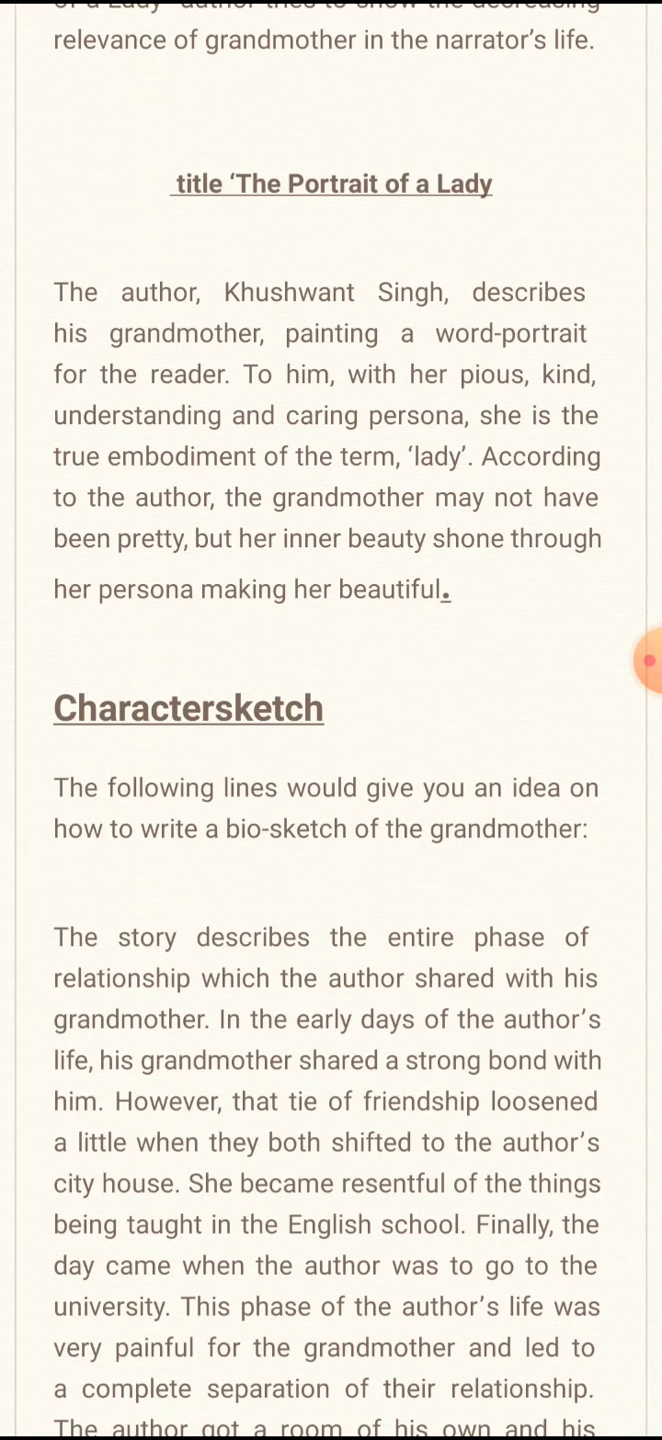 of a Lady' author tries to show the decreasing
relevance of grandmother in the narrator’s life.
title ‘The Portrait of a Lady
The author, Khushwant Singh, describes
his grandmother, painting a word-portrait
for the reader. To him, with her pious, kind,
understanding and caring persona, she is the
true embodiment of the term, ‘lady’. According
to the author, the grandmother may not have
been pretty, but her inner beauty shone through
her persona making her beautiful.
Charactersketch
The following lines would give you an idea on
how to write a bio-sketch of the grandmother:
The story describes the entire phase of
relationship which the author shared with his
grandmother. In the early days of the author’s
life, his grandmother shared a strong bond with
him. However, that tie of friendship loosened
a little when they both shifted to the author’s
city house. She became resentful of the things
being taught in the English school. Finally, the
day came when the author was to go to the
university. This phase of the author’s life was
very painful for the grandmother and led to
a complete separation of their relationship.
The author got a room of his own and his